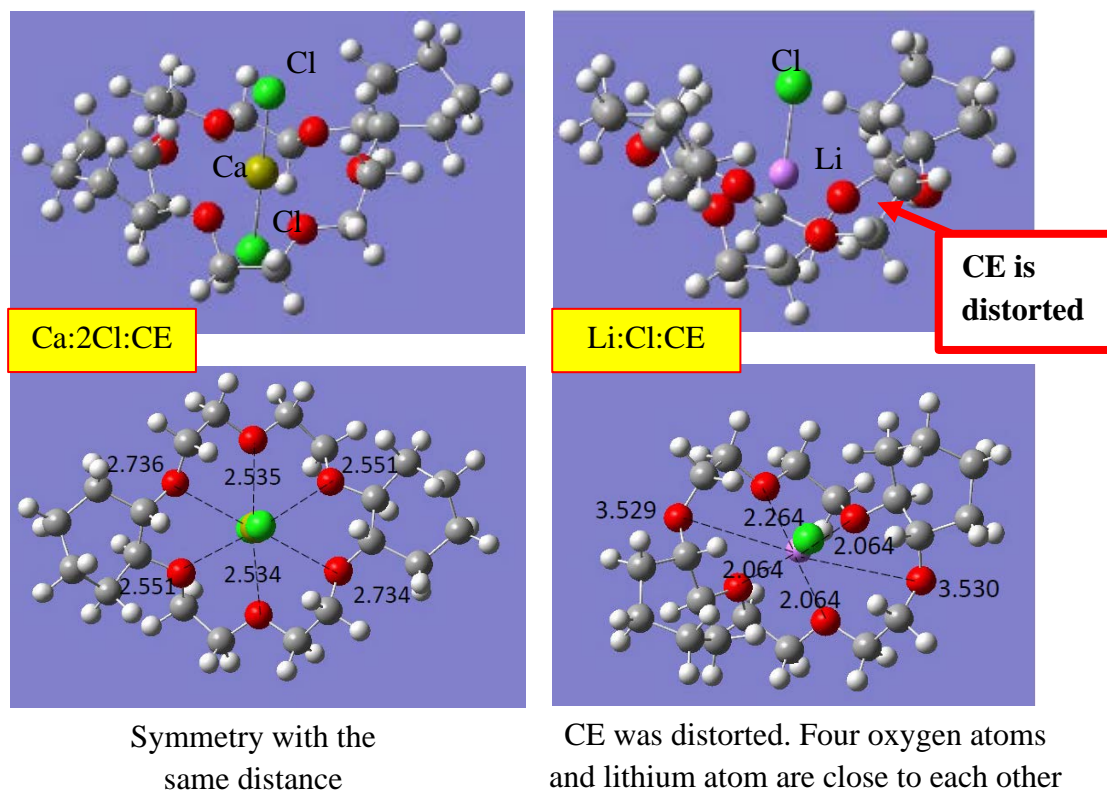 Cl
Ca
Cl
Ca:2Cl:CE
Cl
Li
CE is
distorted
Li:Cl:CE
2.736
2.535
2.551
2.551
2.534
2.734
Symmetry with the
same distance
3.529
2.264
2.064
2.064
2.064
3.530
CE was distorted. Four oxygen atoms
and lithium atom are close to each other